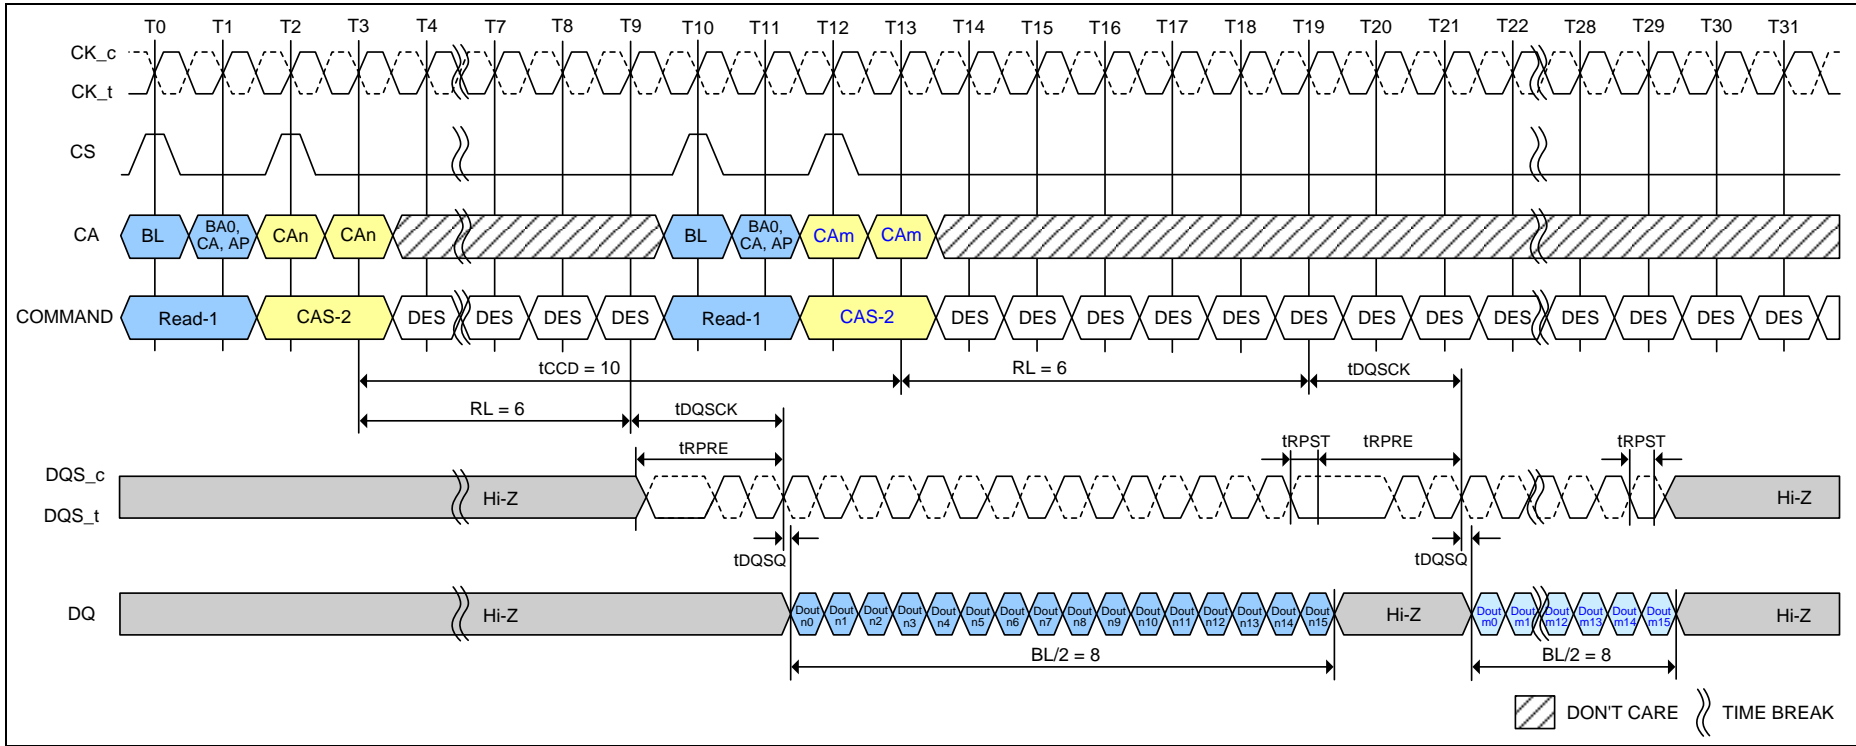 T0 T1 T2 T3 T4 T7 T8 T9 T10 T11 T12 T13 T14 T15 T16 T17 T18 T19 T20 T21 T22 T28 T29 T30 T31
CK_c
CK_t
CS
CA BL BA0, CA, AP CAn CAn BL BA0, CA, AP CAm CAm
COMMAND Read-1 CAS-2 DES DES DES DES Read-1 CAS-2 DES DES DES DES DES DES DES DES DES DES DES DES DES
tCCD = 10 RL = 6 tDQSCK
RL = 6 tDQSCK
tRPRE tRPST tRPRE tRPST
DQS_c
Hi-Z Hi-Z
DQS_t
tDQSQ tDQSQ
DQ Hi-Z Dout n0 Dout n1 Dout n2 Dout n3 Dout n4 Dout n5 Dout n6 Dout n7 Dout n8 Dout n9 Dout n10 Dout n11 Dout n12 Dout n13 Dout n14 Dout n15 Hi-Z Dout m0 Dout m1 Dout m12 Dout m13 Dout m14 Dout m15 Hi-Z
BL/2 = 8 BL/2 = 8
DON'T CARE TIME BREAK